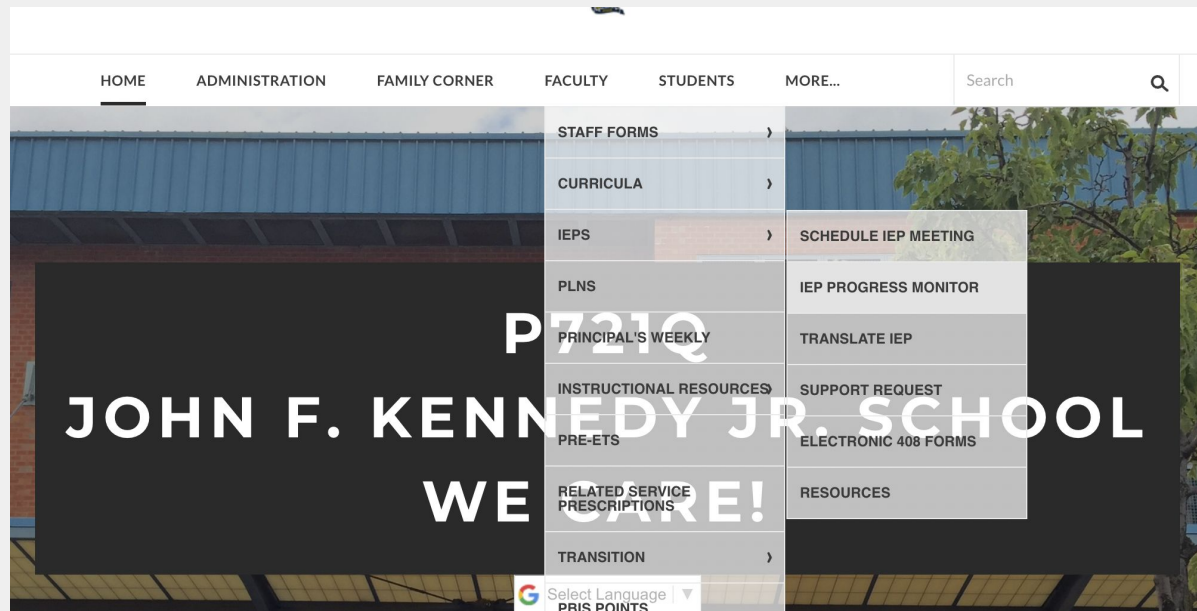 HOME ADMINISTRATION FAMILY CORNER FACULTY STUDENTS MORE... Search
STAFF FORMS
CURRICULA
IEPS
PLNS
PRINCIPAL'S WEEKLY
INSTRUCTIONAL RESOURCES
PRE-ETS
RELATED SERVICE
PRESCRIPTIONS
TRANSITION
PBIS POINTS
SCHEDULE IEP MEETING
IEP PROGRESS MONITOR
TRANSLATE IEP
SUPPORT REQUEST
ELECTRONIC 408 FORMS
RESOURCES
P721Q
JOHN F. KENNEDY JR. SCHOOL
WE CARE!
Select Language